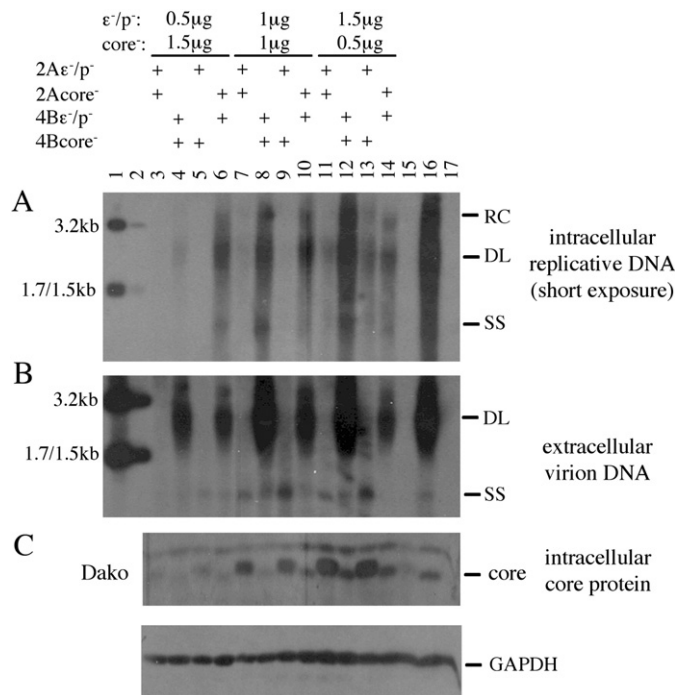 ε⁻/p⁻: 0.5µg 1µg 1.5µg
core⁻: 1.5µg 1µg 0.5µg
2Aε⁻/p⁻ + + + + + +
2Acore⁻ + + + + + +
4Bε⁻/p⁻ + + + + + +
4Bcore⁻ + + + + + +
1 2 3 4 5 6 7 8 9 10 11 12 13 14 15 16 17
A
3.2kb
1.7/1.5kb
RC
DL
SS
intracellular
replicative DNA
(short exposure)
B
3.2kb
1.7/1.5kb
DL
SS
extracellular
virion DNA
C
Dako
core
intracellular
core protein
GAPDH